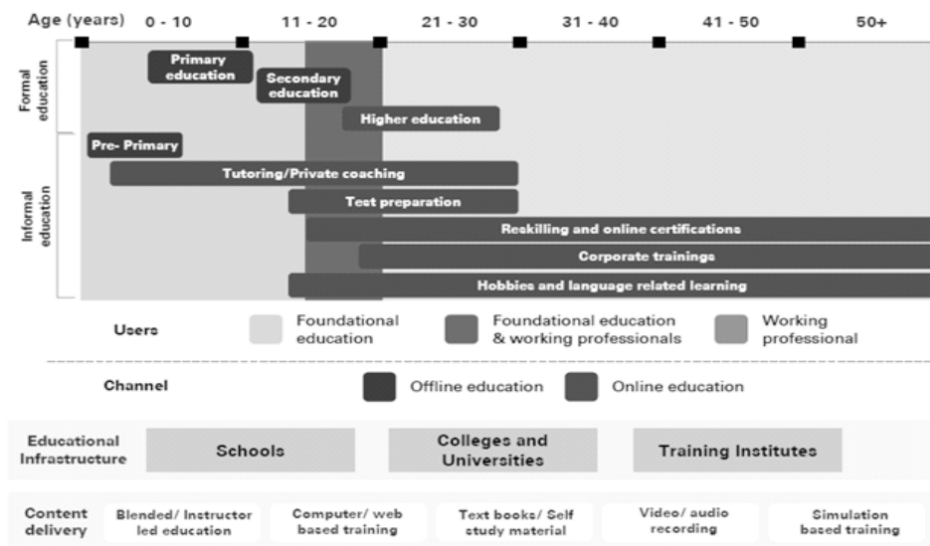 Age (years) 0 - 10 11 - 20 21 - 30 31 - 40 41 - 50 50+
Formal
education
Primary
education
Secondary
education
Higher education
Informal
education
Pre- Primary
Tutoring/Private coaching
Test preparation
Reskilling and online certifications
Corporate trainings
Hobbies and language related learning
Users
Foundational
education
Foundational education
& working professionals
Working
professional
Channel
Offline education
Online education
Educational
Infrastructure
Schools
Colleges and
Universities
Training Institutes
Content
delivery
Blended/ Instructor
led education
Computer/ web
based training
Text books/ Self
study material
Video/ audio
recording
Simulation
based training